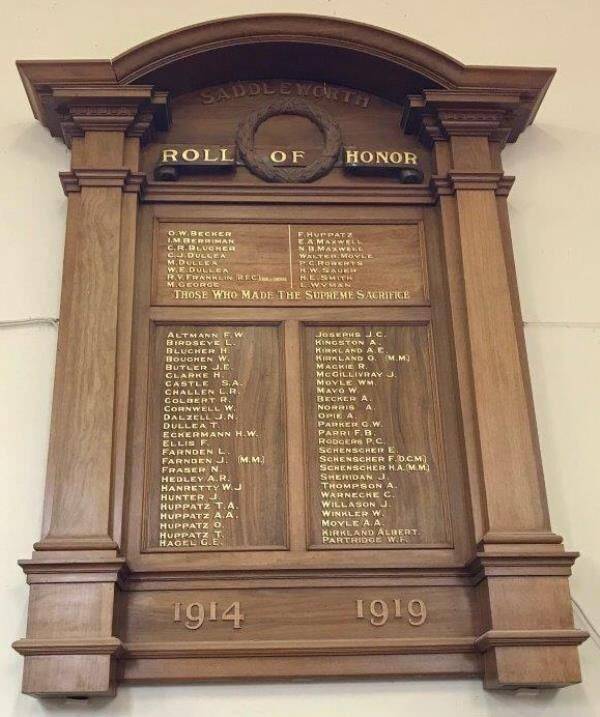 SADDLEWORTH
ROLL OF HONOR
O.W. BECKER
I.M. BERRIMAN
C.R. BLUCHER
C.J. DULLEA
M. DULLEA
W.E. DULLEA
R.V. FRANKLIN. R.F.C.
M. GEORGE
F. HUPPATZ
E.A. MAXWELL
N.B. MAXWELL
WALTER MOYLE
P.C. ROBERTS
H.W. SAUER
H.E. SMITH
L. WYMAN
THOSE WHO MADE THE SUPREME SACRIFICE
ALTMANN F.W.
BIRDSEYE L.
BLUCHER H.
BOUGHEN W.
BUTLER J.E.
CLARKE H.
CASTLE S.A.
CHALLEN L.R.
COLBERT R.
CORNWELL W.
DALZELL J.N.
DULLEA T.
ECKERMANN H.W.
ELLIS F.
FARNDEN L.
FARNDEN J. (M.M.)
FRASER N.
HEDLEY A.R.
HANRETTY W.J
HUNTER J.
HUPPATZ T.A.
HUPPATZ A.A.
HUPPATZ O.
HUPPATZ T.
HAGEL G.E.
JOSEPHS J.C.
KINGSTON A.
KIRKLAND A.E.
KIRKLAND O. (M.M.)
MACKIE R.
MCGILLIVRAY J.
MOYLE WM.
MAYO W.
BECKER A.
NORRIS A.
OPIE A.
PARKER G.W.
PARRI F.B.
RODGERS P.C.
SCHENSCHER E.
SCHENSCHER F. (D.C.M.)
SCHENSCHER H.A. (M.M.)
SHERIDAN J.
THOMPSON A.
WARNECKE C.
WILLASON J.
WINKLER W.
MOYLE A.A.
KIRKLAND ALBERT.
PARTRIDGE W.F.
1914 1919